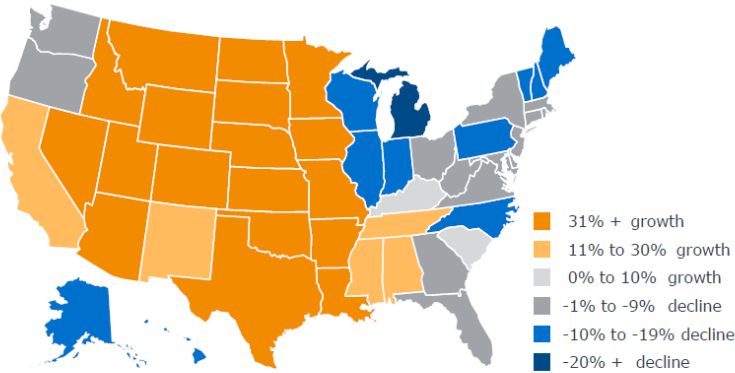 31% + growth
11% to 30% growth
0% to 10% growth
-1% to -9% decline
-10% to -19% decline
-20% + decline